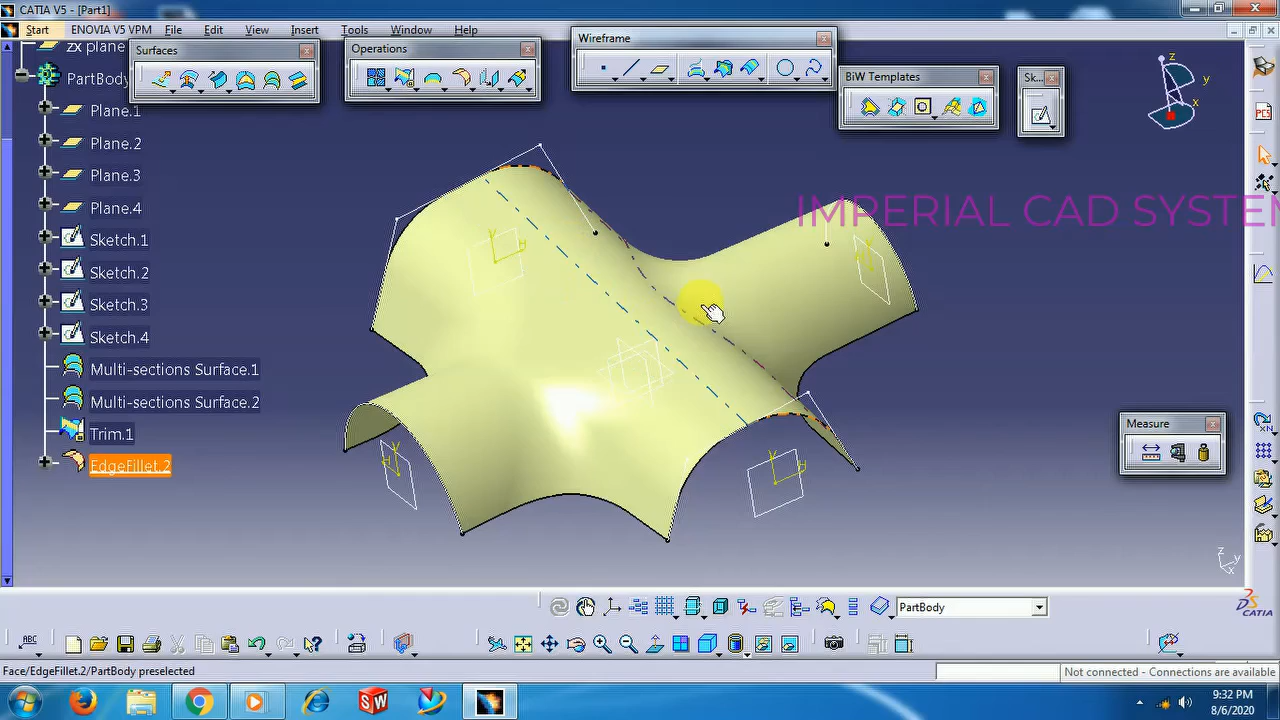 CATIA V5 - [Part1]
Start
ENOVIA V5 VPM
File
Edit
View
Insert
Tools
Window
Help
Surfaces
Operations
Wireframe
BiW Templates
Sk...
zx plane
PartBody
Plane.1
Plane.2
Plane.3
Plane.4
Sketch.1
Sketch.2
Sketch.3
Sketch.4
Multi-sections Surface.1
Multi-sections Surface.2
Trim.1
EdgeFillet.2
IMPERIAL CAD SYSTEM
z
y
x
V
H
V
H
V
H
Measure
z
y
x
PartBody
ABC
Face/EdgeFillet.2/PartBody preselected
Not connected - Connections are available
9:32 PM
8/6/2020